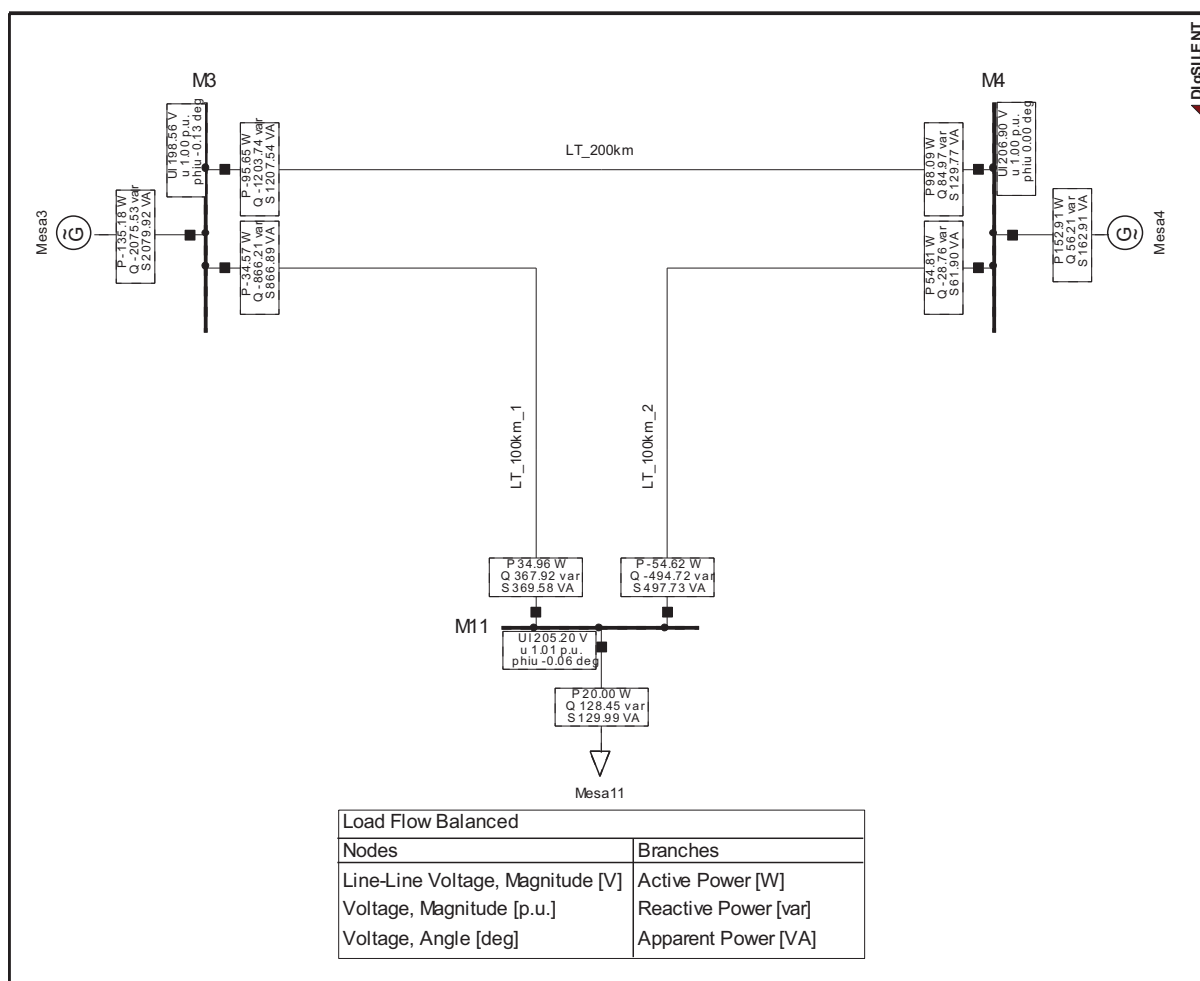 DIgSILENT
M3
M4
Ul 198.56 V
u 1.00 p.u.
phiu -0.13 deg
P -95.65 W
Q -1203.74 var
S 1207.54 VA
LT_200km
P 98.09 W
Q 84.97 var
S 129.77 VA
Ul 206.90 V
u 1.00 p.u.
phiu 0.00 deg
Mesa3
G
P -135.18 W
Q -2075.53 var
S 2079.92 VA
P -34.57 W
Q -866.21 var
S 866.89 VA
P 54.81 W
Q -28.76 var
S 61.90 VA
P 152.91 W
Q 56.21 var
S 162.91 VA
G
Mesa4
LT_100km_1
LT_100km_2
P 34.96 W
Q 367.92 var
S 369.58 VA
P -54.62 W
Q -494.72 var
S 497.73 VA
M11
Ul 205.20 V
u 1.01 p.u.
phiu -0.06 deg
P 20.00 W
Q 128.45 var
S 129.99 VA
Mesa11
Load Flow Balanced
Nodes Branches
Line-Line Voltage, Magnitude [V] Active Power [W]
Voltage, Magnitude [p.u.] Reactive Power [var]
Voltage, Angle [deg] Apparent Power [VA]